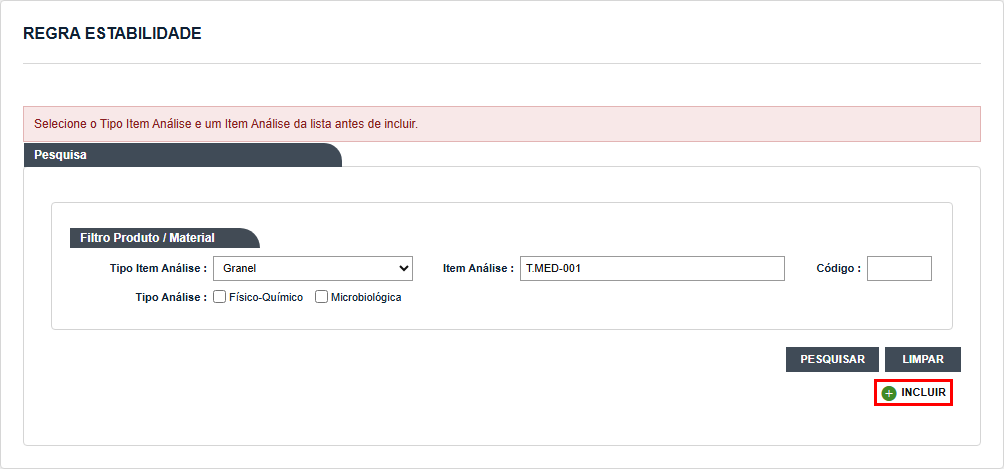 REGRA ESTABILIDADE
Selecione o Tipo Item Análise e um Item Análise da lista antes de incluir.
Pesquisa
Filtro Produto / Material
Tipo Item Análise : Granel Item Análise : T.MED-001 Código :
Tipo Análise : Físico-Químico Microbiológica
PESQUISAR LIMPAR
INCLUIR